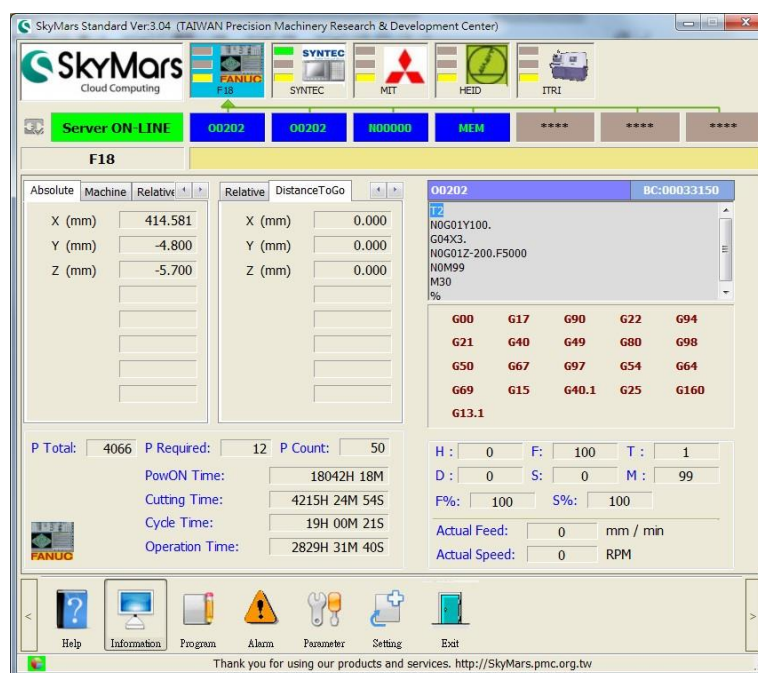 SkyMars Standard Ver:3.04 (TAIWAN Precision Machinery Research & Development Center)
SkyMars
Cloud Computing
FANUC
F18
SYNTEC
SYNTEC
MIT
HEID
ITRI
Server ON-LINE O0202 O0202 N00000 MEM **** **** ****
F18
Absolute Machine Relative Relative DistanceToGo
X (mm) 414.581 X (mm) 0.000
Y (mm) -4.800 Y (mm) 0.000
Z (mm) -5.700 Z (mm) 0.000
O0202 BC:00033150
T2
N0G01Y100.
G04X3.
N0G01Z-200.F5000
N0M99
M30
%
G00 G17 G90 G22 G94
G21 G40 G49 G80 G98
G50 G67 G97 G54 G64
G69 G15 G40.1 G25 G160
G13.1
P Total: 4066 P Required: 12 P Count: 50
PowON Time: 18042H 18M
Cutting Time: 4215H 24M 54S
Cycle Time: 19H 00M 21S
Operation Time: 2829H 31M 40S
FANUC
H : 0 F: 100 T : 1
D : 0 S: 0 M : 99
F%: 100 S%: 100
Actual Feed: 0 mm / min
Actual Speed: 0 RPM
< >
Help Information Program Alarm Parameter Setting Exit
Thank you for using our products and services. http://SkyMars.pmc.org.tw